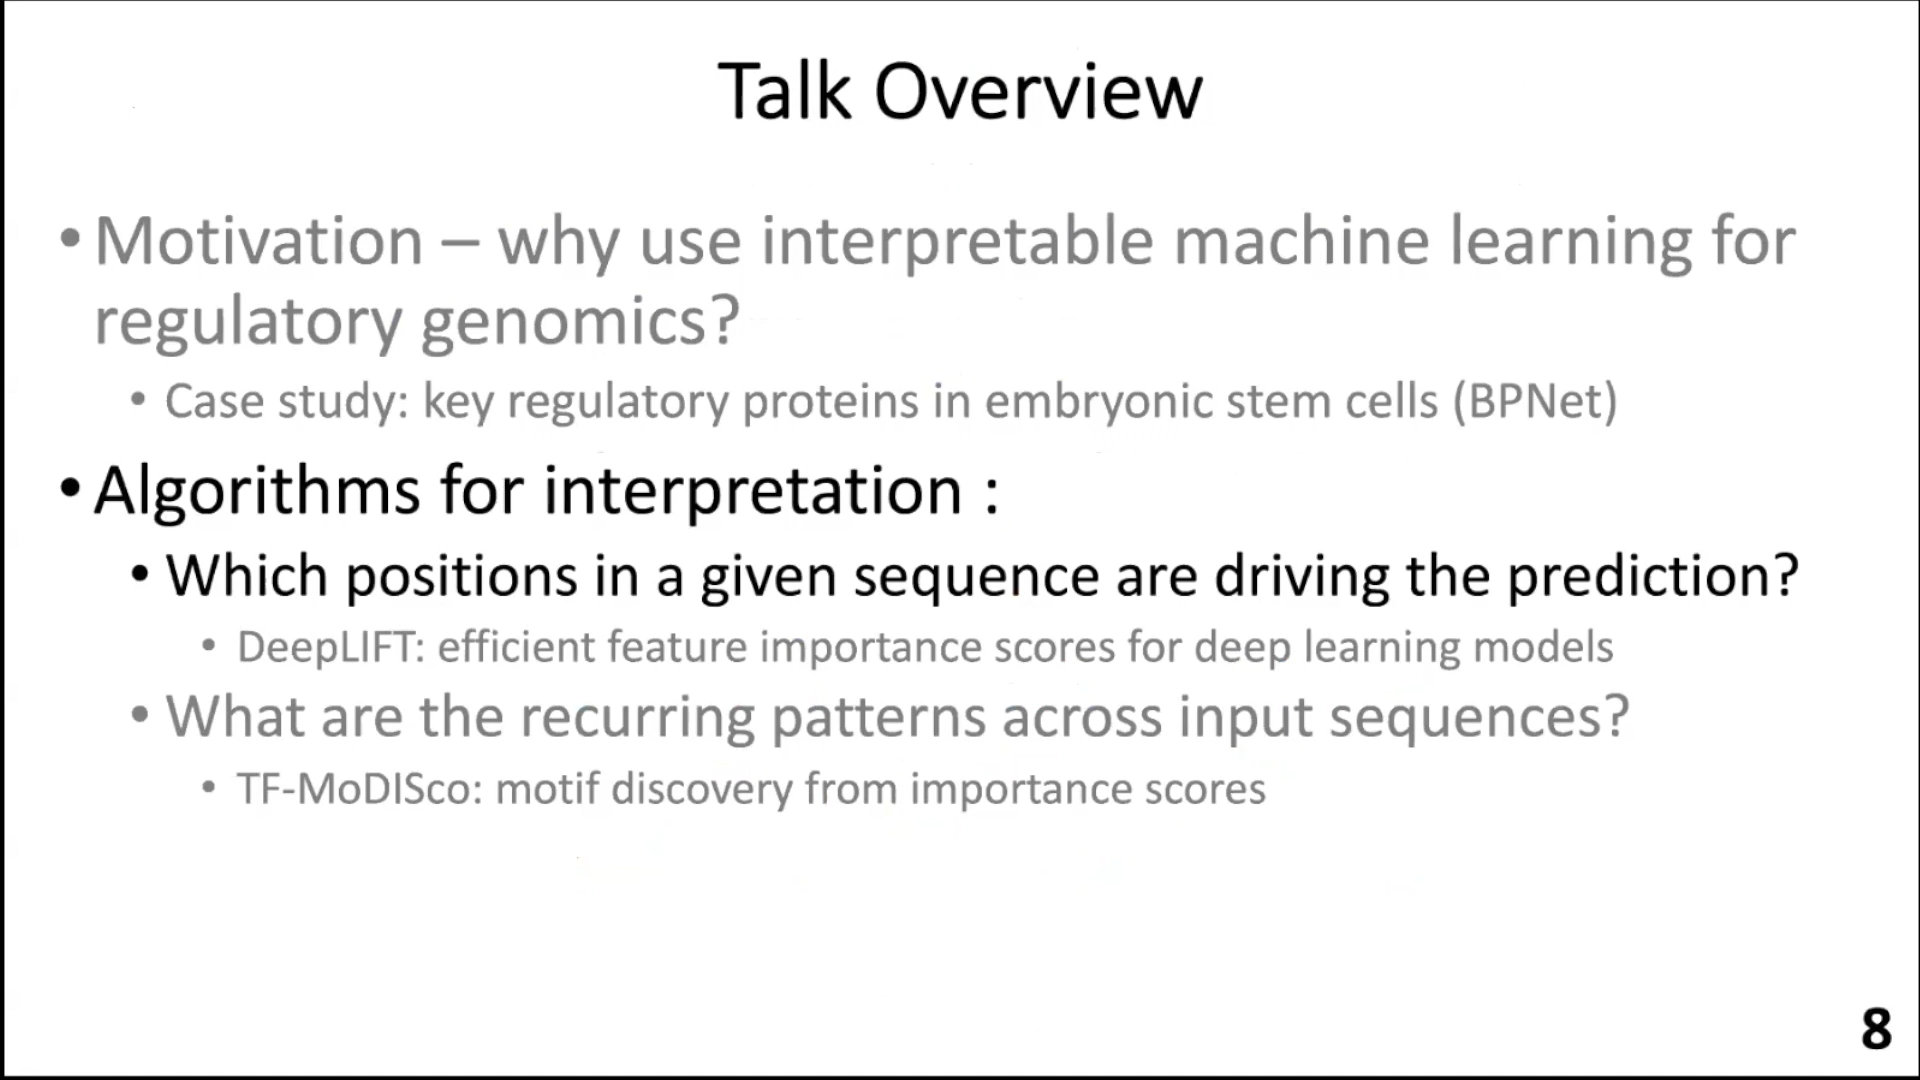 Talk Overview
• Motivation – why use interpretable machine learning for
regulatory genomics?
• Case study: key regulatory proteins in embryonic stem cells (BPNet)
• Algorithms for interpretation :
• Which positions in a given sequence are driving the prediction?
• DeepLIFT: efficient feature importance scores for deep learning models
• What are the recurring patterns across input sequences?
• TF-MoDISco: motif discovery from importance scores
8